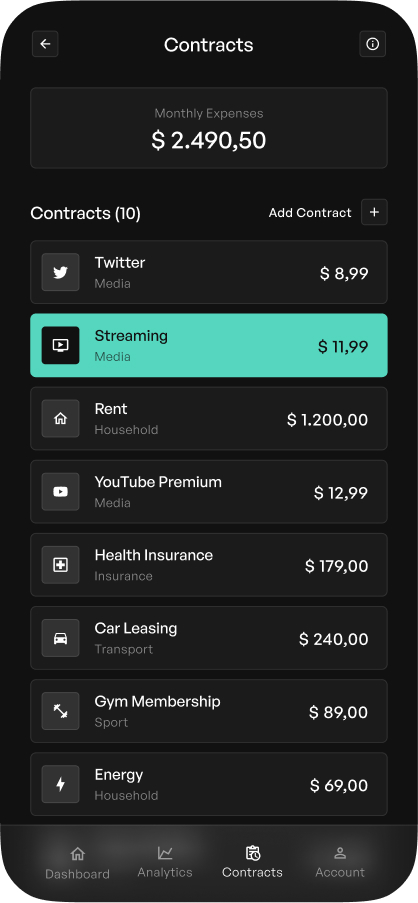 Contracts
Monthly Expenses
$ 2.490,50
Contracts (10)
Add Contract
Twitter
Media
$ 8,99
Streaming
Media
$ 11,99
Rent
Household
$ 1.200,00
YouTube Premium
Media
$ 12,99
Health Insurance
Insurance
$ 179,00
Car Leasing
Transport
$ 240,00
Gym Membership
Sport
$ 89,00
Energy
Household
$ 69,00
Dashboard
Analytics
Contracts
Account